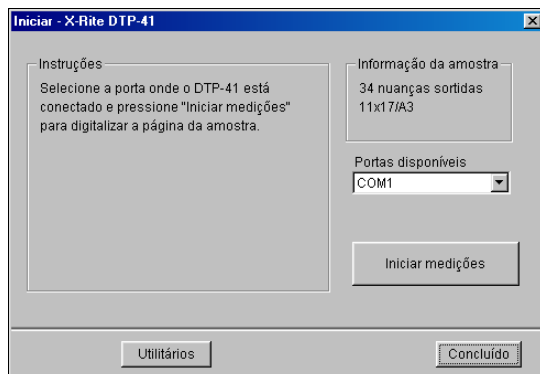 Iniciar - X-Rite DTP-41
Instruções
Selecione a porta onde o DTP-41 está
conectado e pressione "Iniciar medições"
para digitalizar a página da amostra.
Informação da amostra
34 nuanças sortidas
11x17/A3
Portas disponíveis
COM1
Iniciar medições
Utilitários
Concluído